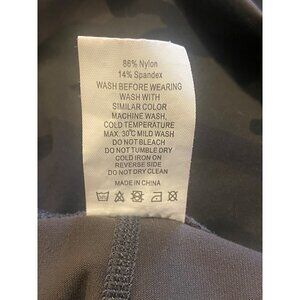 86% Nylon
14% Spandex
WASH BEFORE WEARING
WASH WITH
SIMILAR COLOR
MACHINE WASH,
COLD TEMPERATURE
MAX. 30°C MILD WASH
DO NOT BLEACH
DO NOT TUMBLE DRY
COLD IRON ON
REVERSE SIDE
DO NOT DRY CLEAN
MADE IN CHINA